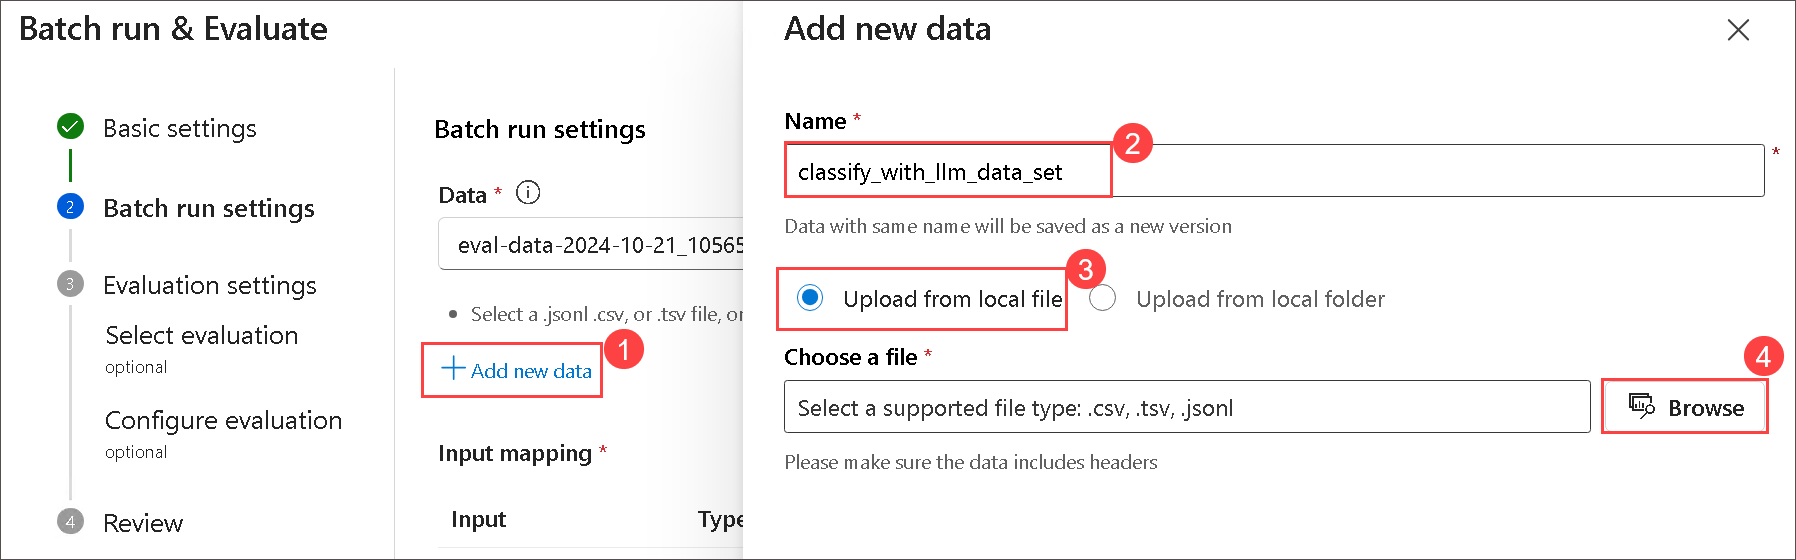 Batch run & Evaluate
Basic settings
2
Batch run settings
3
Evaluation settings
Select evaluation
optional
Configure evaluation
optional
4
Review
Batch run settings
Data *
eval-data-2024-10-21_10565
• Select a .jsonl .csv, or .tsv file, or
+ Add new data
1
Input mapping *
Input Type
Add new data
Name *
2
classify_with_llm_data_set
*
Data with same name will be saved as a new version
3
Upload from local file
Upload from local folder
Choose a file *
4
Select a supported file type: .csv, .tsv, .jsonl
Browse
Please make sure the data includes headers